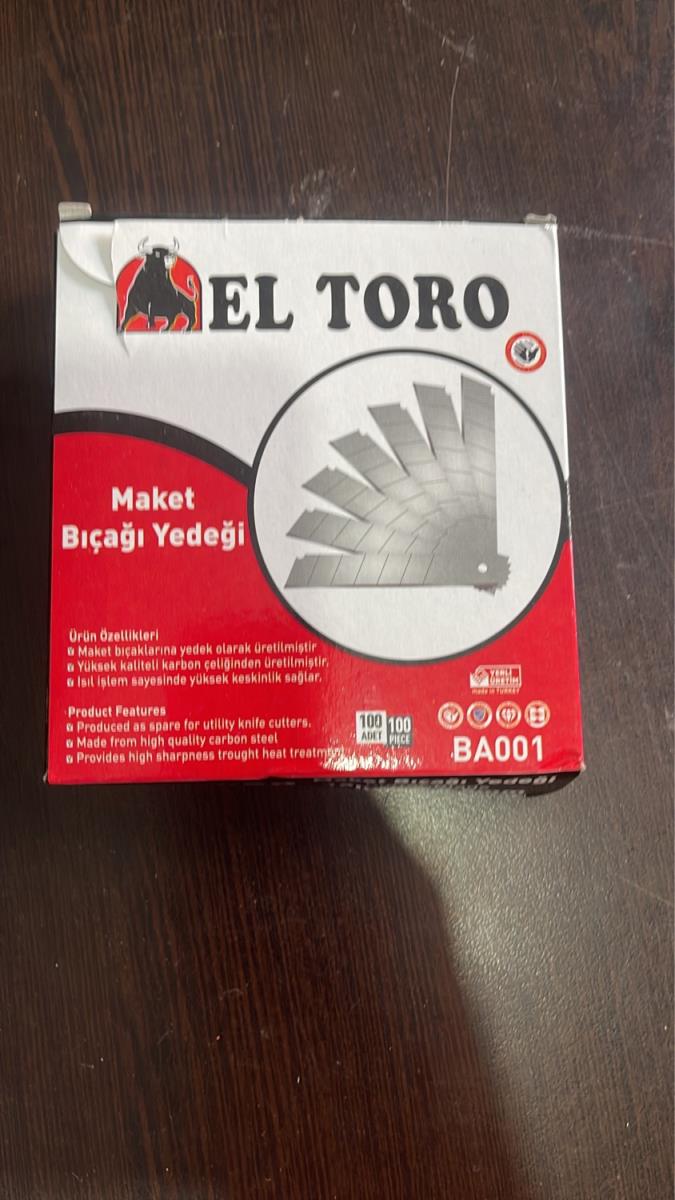 EL TORO
Maket
Bıçağı Yedeği
Ürün Özellikleri
Maket bıçaklarına yedek olarak üretilmiştir
Yüksek kaliteli karbon çeliğinden üretilmiştir.
Isıl işlem sayesinde yüksek keskinlik sağlar.
Product Features
Produced as spare for utility knife cutters.
Made from high quality carbon steel
Provides high sharpness trought heat treatm
100
ADET
100
PIECE
YERLİ
ÜRETİM
made in TURKEY
BA001